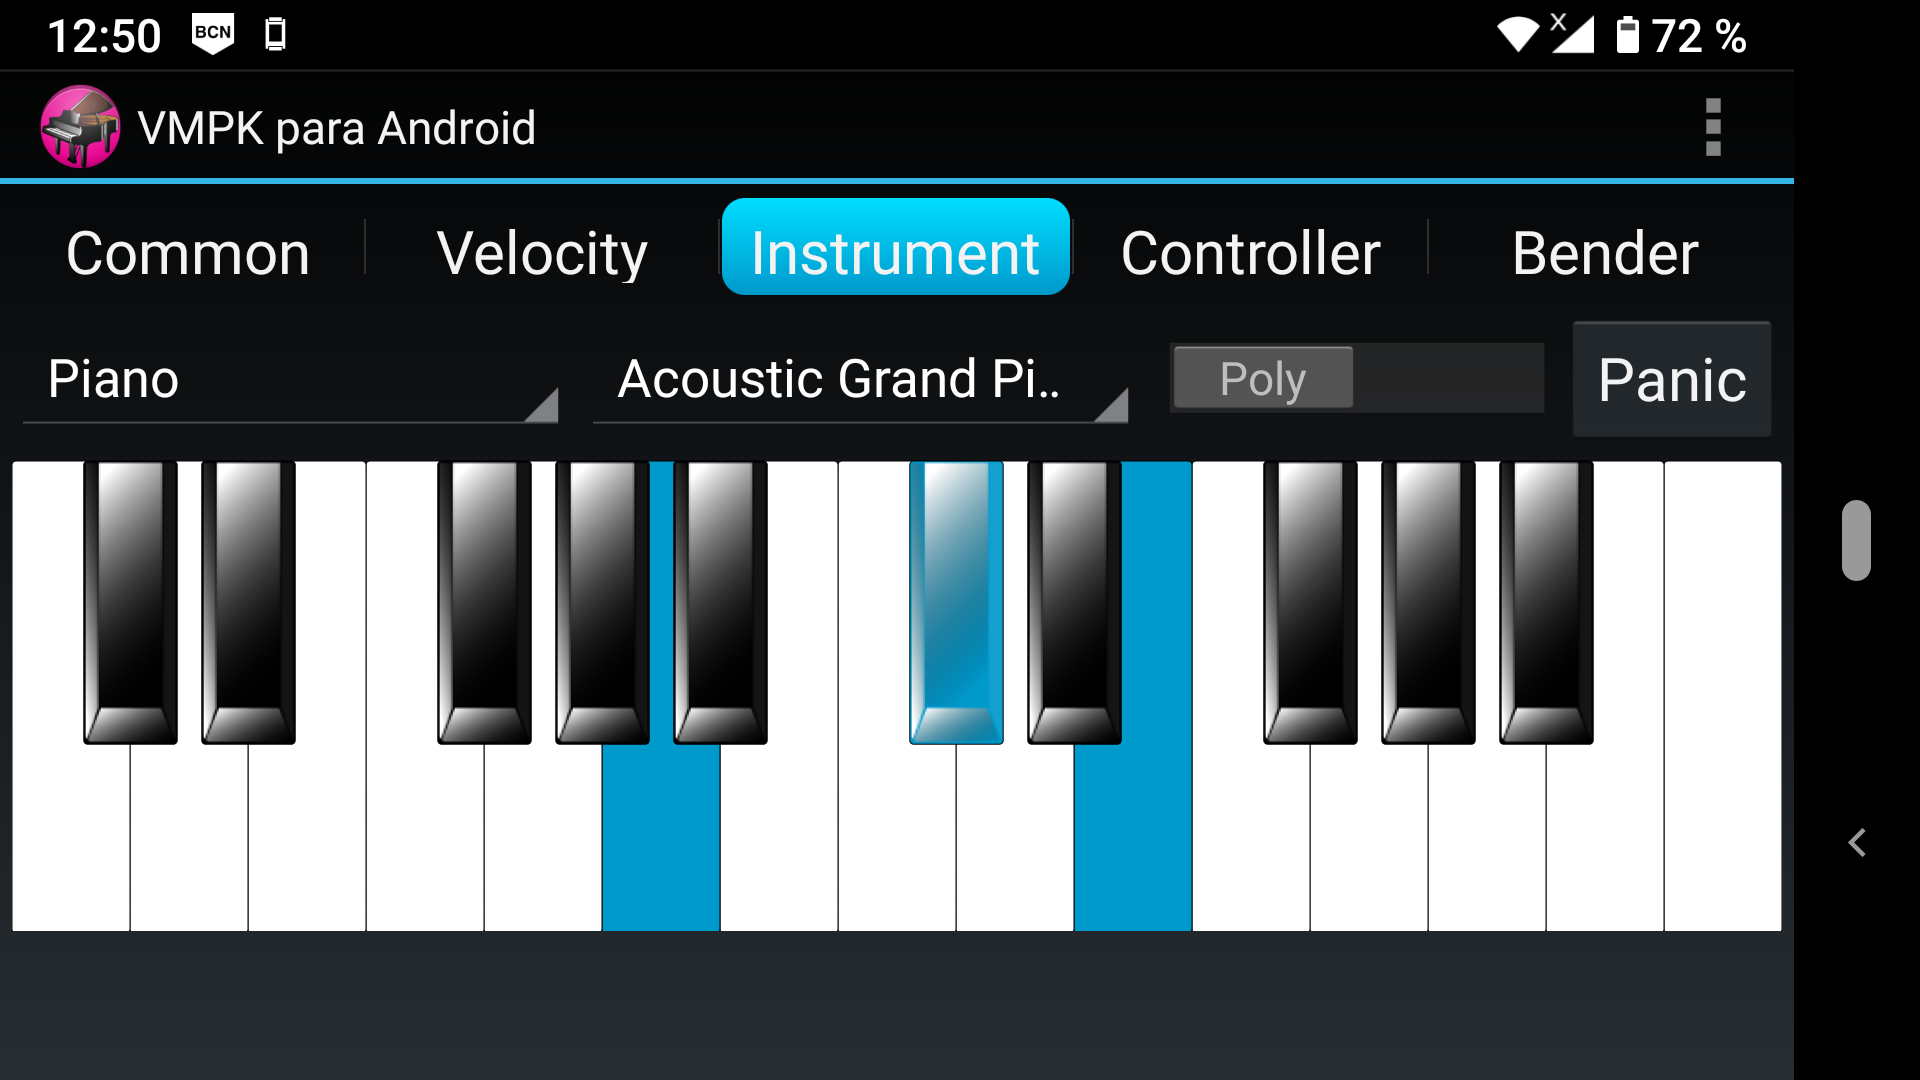 12:50 BCN X 72 %
VMPK para Android
Common Velocity Instrument Controller Bender
Piano Acoustic Grand Pi.. Poly Panic